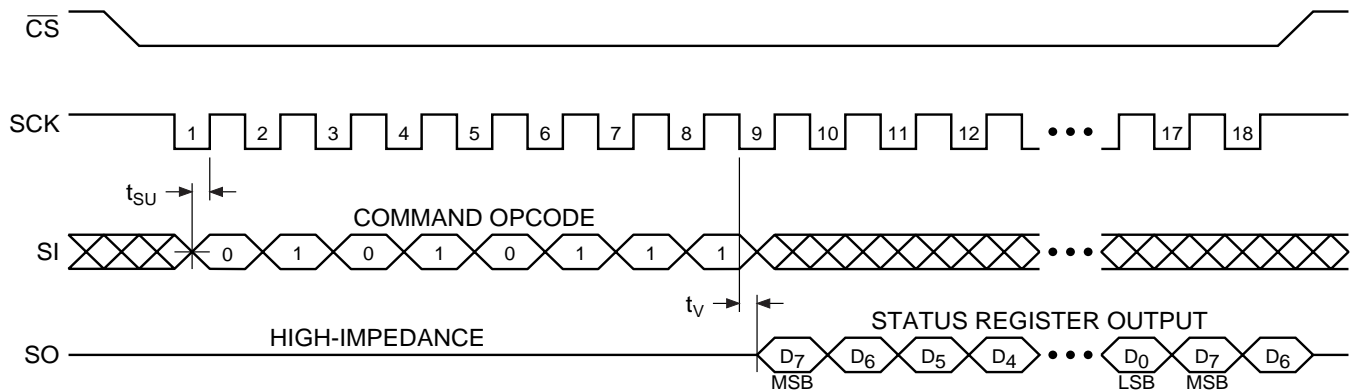 CS
SCK 1 2 3 4 5 6 7 8 9 10 11 12 ••• 17 18
tSU
COMMAND OPCODE
SI 0 1 0 1 0 1 1 1 •••
tV
HIGH-IMPEDANCE STATUS REGISTER OUTPUT
SO D7 D6 D5 D4 ••• D0 D7 D6
MSB LSB MSB